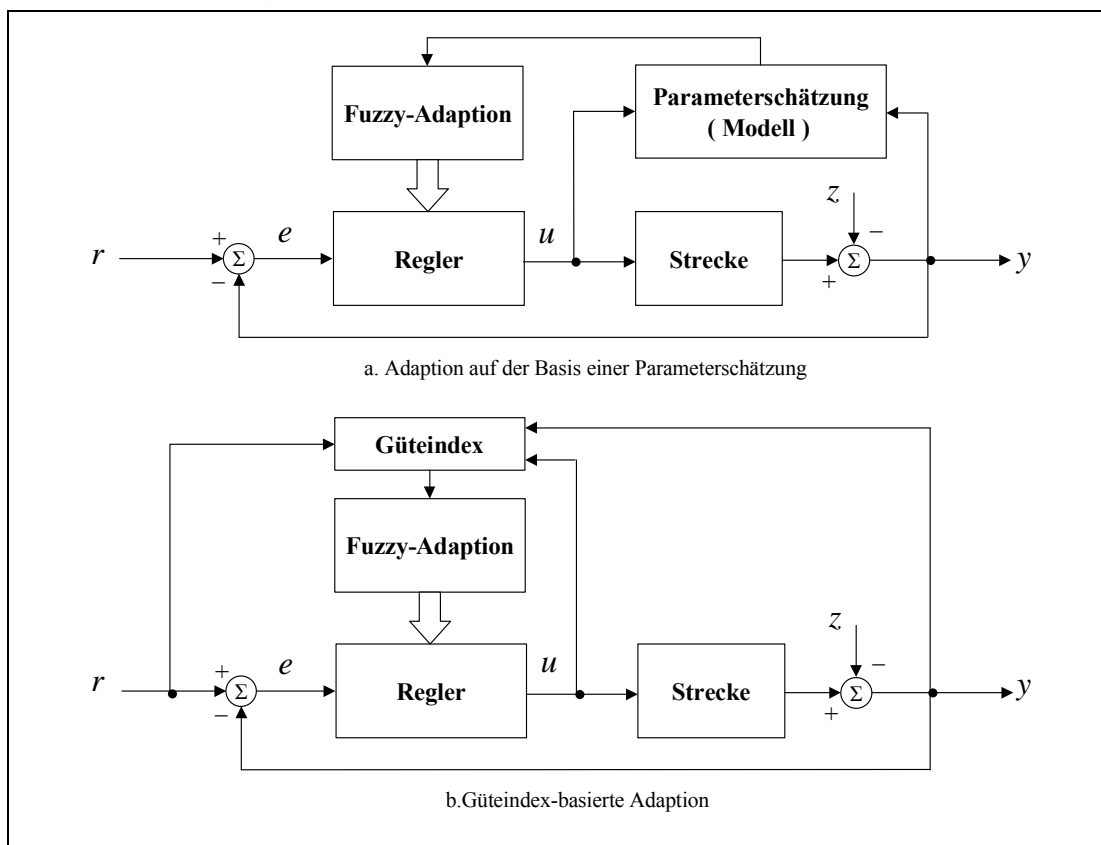 Fuzzy-Adaption
Parameterschätzung
( Modell )
r
+
−
Σ
e
Regler
u
Strecke
z
−
+
Σ
y
a. Adaption auf der Basis einer Parameterschätzung
Güteindex
Fuzzy-Adaption
r
+
−
Σ
e
Regler
u
Strecke
z
−
+
Σ
y
b.Güteindex-basierte Adaption